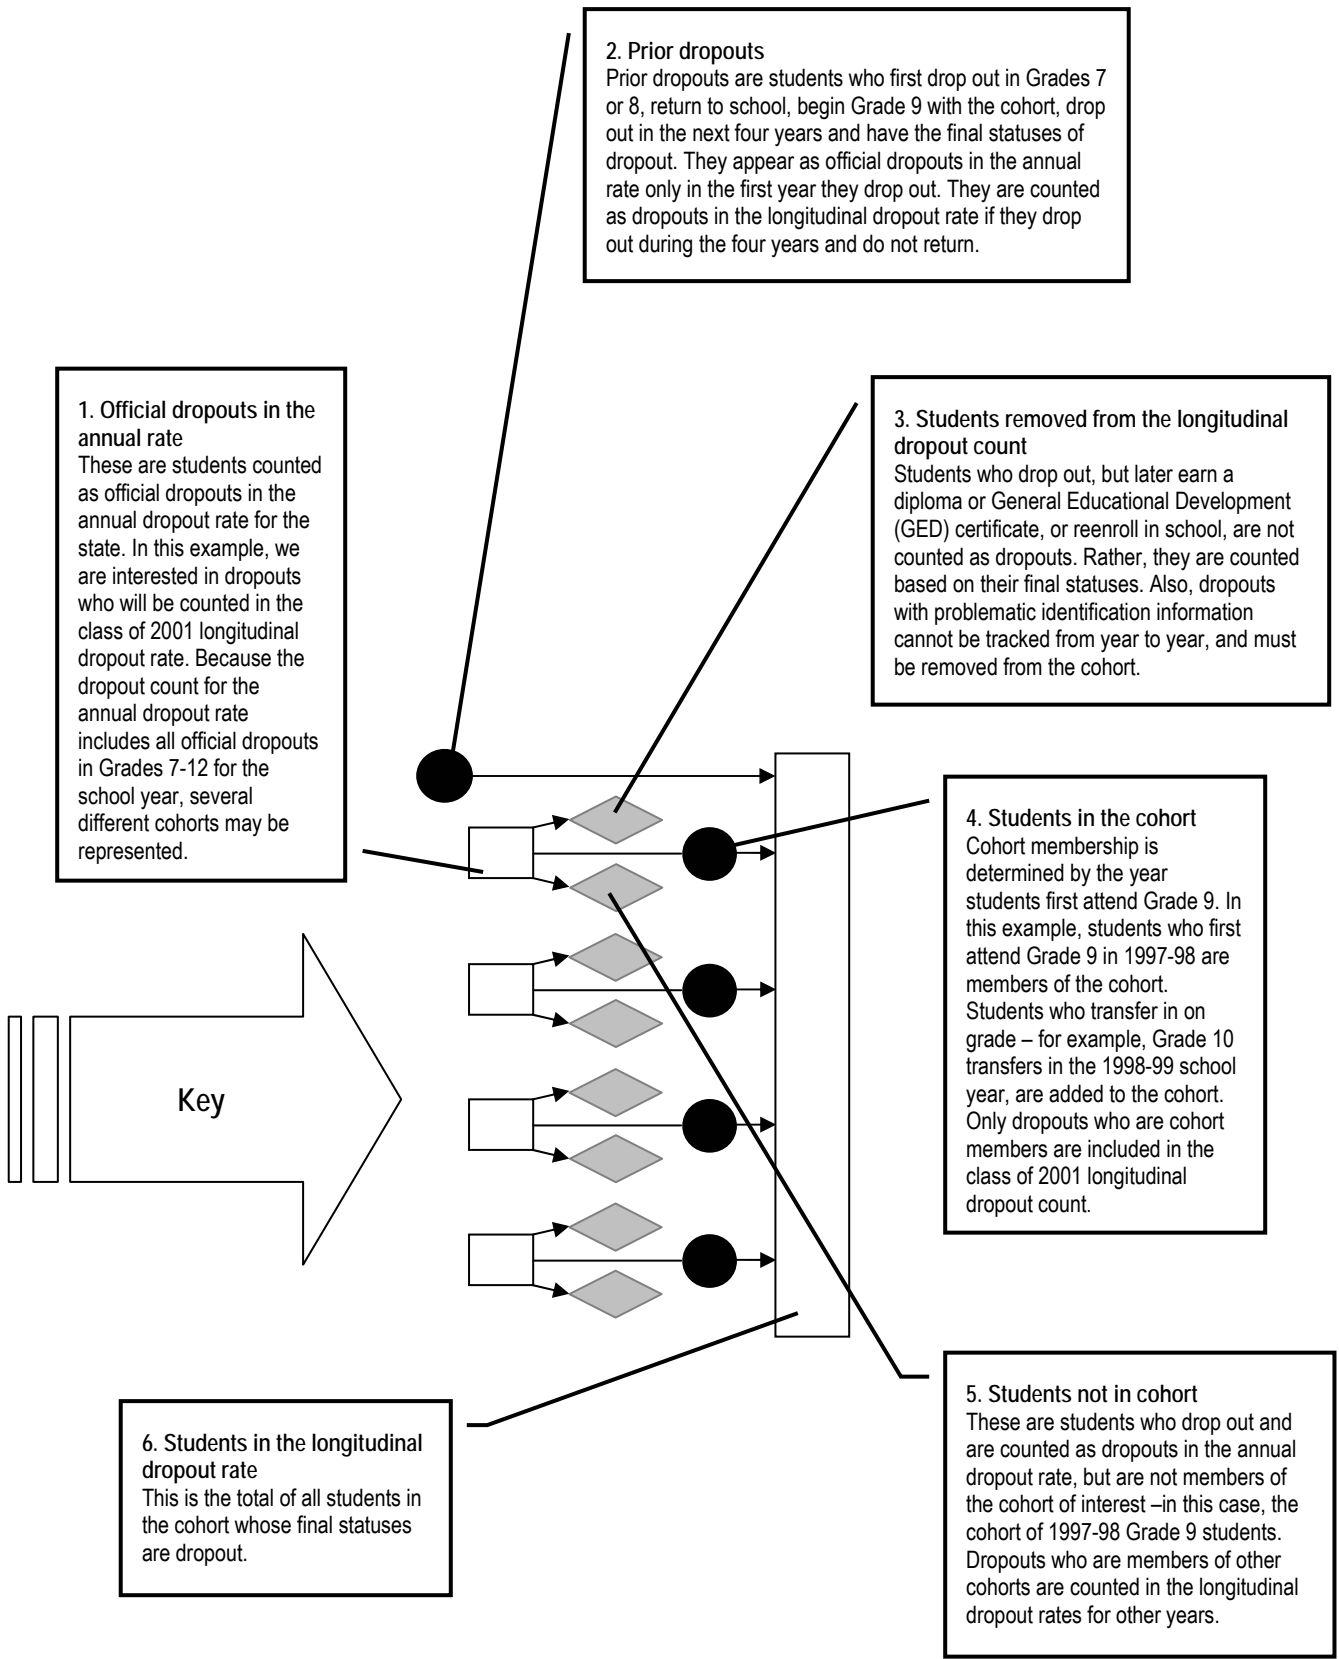 2. Prior dropouts
Prior dropouts are students who first drop out in Grades 7
or 8, return to school, begin Grade 9 with the cohort, drop
out in the next four years and have the final statuses of
dropout. They appear as official dropouts in the annual
rate only in the first year they drop out. They are counted
as dropouts in the longitudinal dropout rate if they drop
out during the four years and do not return.
1. Official dropouts in the
annual rate
These are students counted
as official dropouts in the
annual dropout rate for the
state. In this example, we
are interested in dropouts
who will be counted in the
class of 2001 longitudinal
dropout rate. Because the
dropout count for the
annual dropout rate
includes all official dropouts
in Grades 7-12 for the
school year, several
different cohorts may be
represented.
3. Students removed from the longitudinal
dropout count
Students who drop out, but later earn a
diploma or General Educational Development
(GED) certificate, or reenroll in school, are not
counted as dropouts. Rather, they are counted
based on their final statuses. Also, dropouts
with problematic identification information
cannot be tracked from year to year, and must
be removed from the cohort.
4. Students in the cohort
Cohort membership is
determined by the year
students first attend Grade 9. In
this example, students who first
attend Grade 9 in 1997-98 are
members of the cohort.
Students who transfer in on
grade – for example, Grade 10
transfers in the 1998-99 school
year, are added to the cohort.
Only dropouts who are cohort
members are included in the
class of 2001 longitudinal
dropout count.
Key
5. Students not in cohort
These are students who drop out and
are counted as dropouts in the annual
dropout rate, but are not members of
the cohort of interest –in this case, the
cohort of 1997-98 Grade 9 students.
Dropouts who are members of other
cohorts are counted in the longitudinal
dropout rates for other years.
6. Students in the longitudinal
dropout rate
This is the total of all students in
the cohort whose final statuses
are dropout.